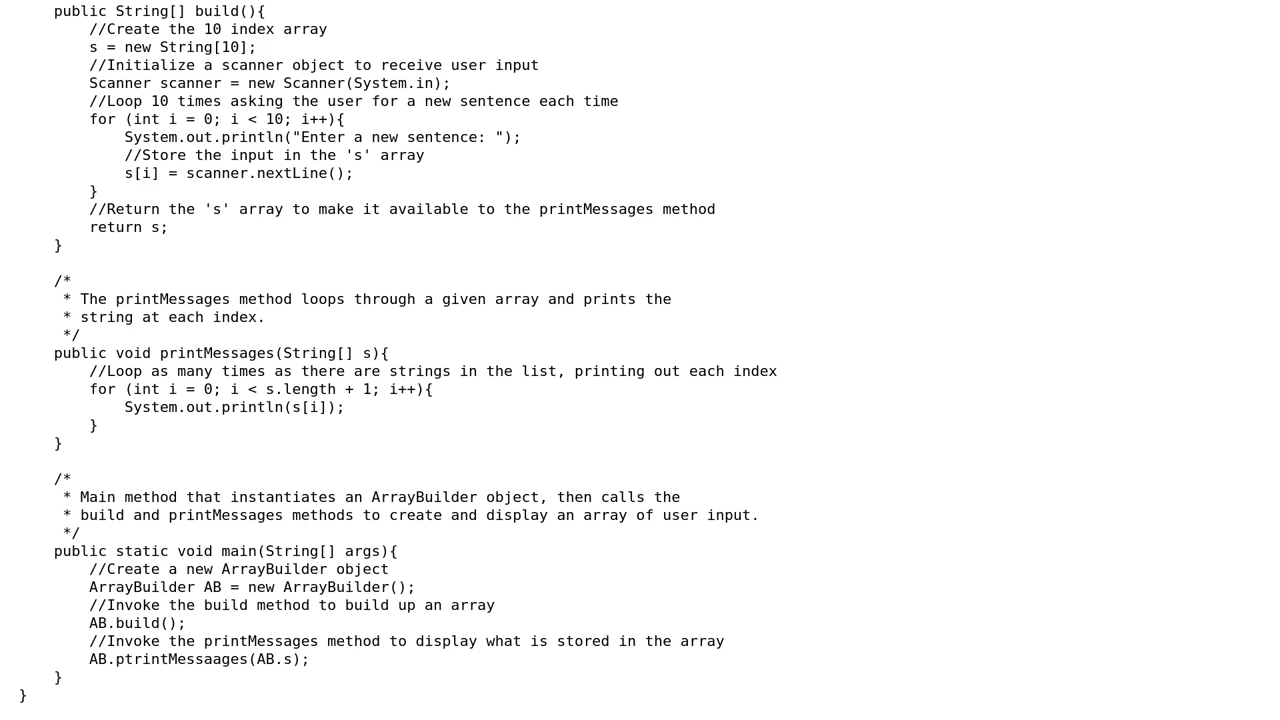 public String[] build(){
//Create the 10 index array
s = new String[10];
//Initialize a scanner object to receive user input
Scanner scanner = new Scanner(System.in);
//Loop 10 times asking the user for a new sentence each time
for (int i = 0; i < 10; i++){
System.out.println("Enter a new sentence: ");
//Store the input in the 's' array
s[i] = scanner.nextLine();
}
//Return the 's' array to make it available to the printMessages method
return s;
}
/*
* The printMessages method loops through a given array and prints the
* string at each index.
*/
public void printMessages(String[] s){
//Loop as many times as there are strings in the list, printing out each index
for (int i = 0; i < s.length + 1; i++){
System.out.println(s[i]);
}
}
/*
* Main method that instantiates an ArrayBuilder object, then calls the
* build and printMessages methods to create and display an array of user input.
*/
public static void main(String[] args){
//Create a new ArrayBuilder object
ArrayBuilder AB = new ArrayBuilder();
//Invoke the build method to build up an array
AB.build();
//Invoke the printMessages method to display what is stored in the array
AB.ptrintMessaages(AB.s);
}
}